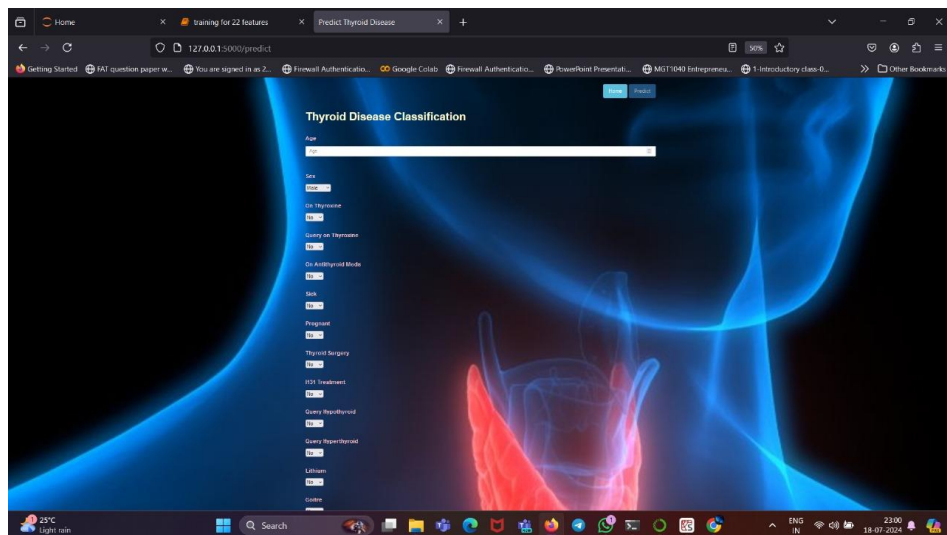 Home
training for 22 features
Predict Thyroid Disease
127.0.0.1:5000/predict
50%
Getting Started
FAT question paper w...
You are signed in as 2...
Firewall Authenticatio...
Google Colab
Firewall Authenticatio...
PowerPoint Presentati...
MGT1040 Entrepreneu...
1-Introductory class-0...
Other Bookmarks
Home
Predict
Thyroid Disease Classification
Age
Age
Sex
Male
On Thyroxine
No
Query on Thyroxine
No
On Antithyroid Meds
No
Sick
No
Pregnant
No
Thyroid Surgery
No
I131 Treatment
No
Query Hypothyroid
No
Query Hyperthyroid
No
Lithium
No
Goitre
25°C
Light rain
Search
ENG
IN
23:00
18-07-2024